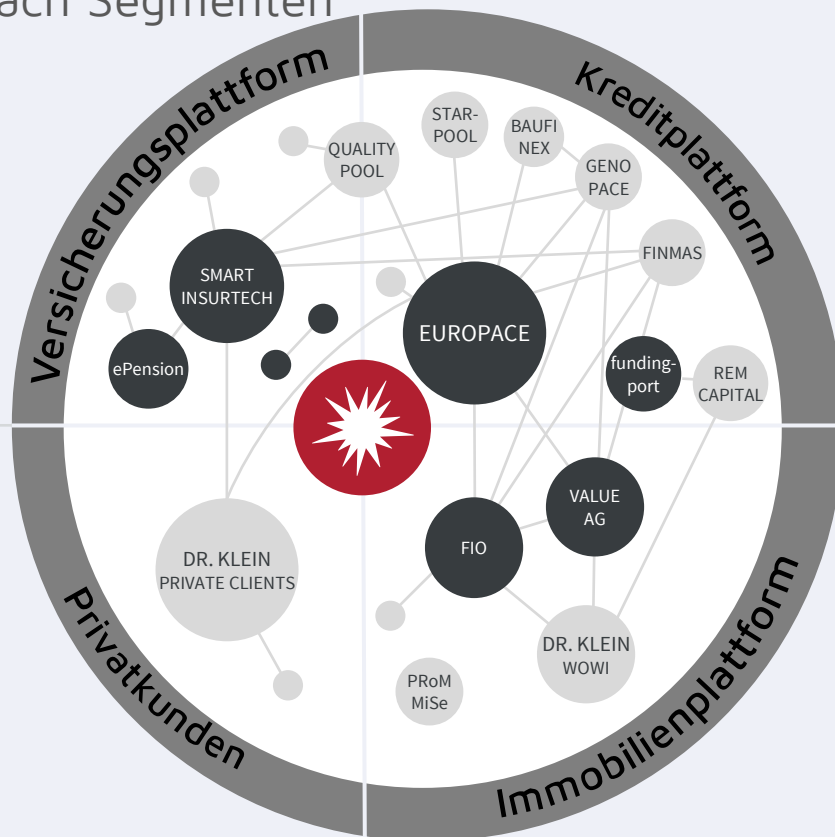 ach Segmenten
Versicherungsplattform
Kreditplattform
QUALITY
POOL
STAR-
POOL
BAUFI
NEX
GENO
PACE
FINMAS
SMART
INSURTECH
ePension
EUROPACE
funding-
port
REM
CAPITAL
VALUE
AG
FIO
DR. KLEIN
PRIVATE CLIENTS
DR. KLEIN
WOWI
PRoM
MiSe
Privatkunden
Immobilienplattform